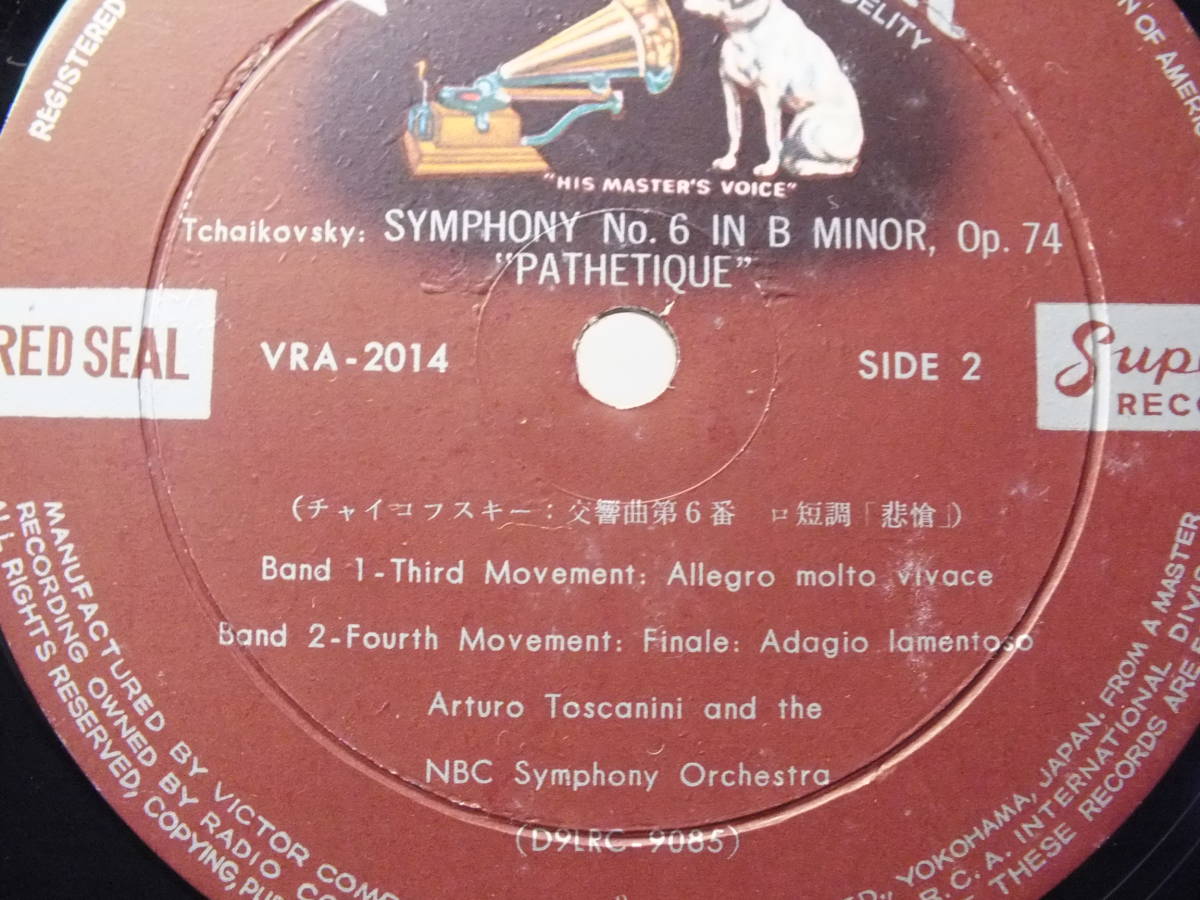 REGISTERED
FIDELITY
OF AMERICA
"HIS MASTER'S VOICE"
Tchaikovsky: SYMPHONY No. 6 IN B MINOR, Op. 74
"PATHETIQUE"
RED SEAL
VRA-2014
SIDE 2
RECO
(チャイコフスキー:交響曲第6番 ロ短調「悲愴」)
Band 1-Third Movement: Allegro molto vivace
Band 2-Fourth Movement: Finale: Adagio lamentoso
Arturo Toscanini and the
NBC Symphony Orchestra
(D9LRC-9085)
MANUFACTURED BY VICTOR COMP
YOKOHAMA, JAPAN. FROM A MASTER
RECORDING OWNED BY RADIO CO
R.C.A. INTERNATIONAL DIVIS
ALL RIGHTS RESERVED, COPYING, PUB
THESE RECORDS ARE